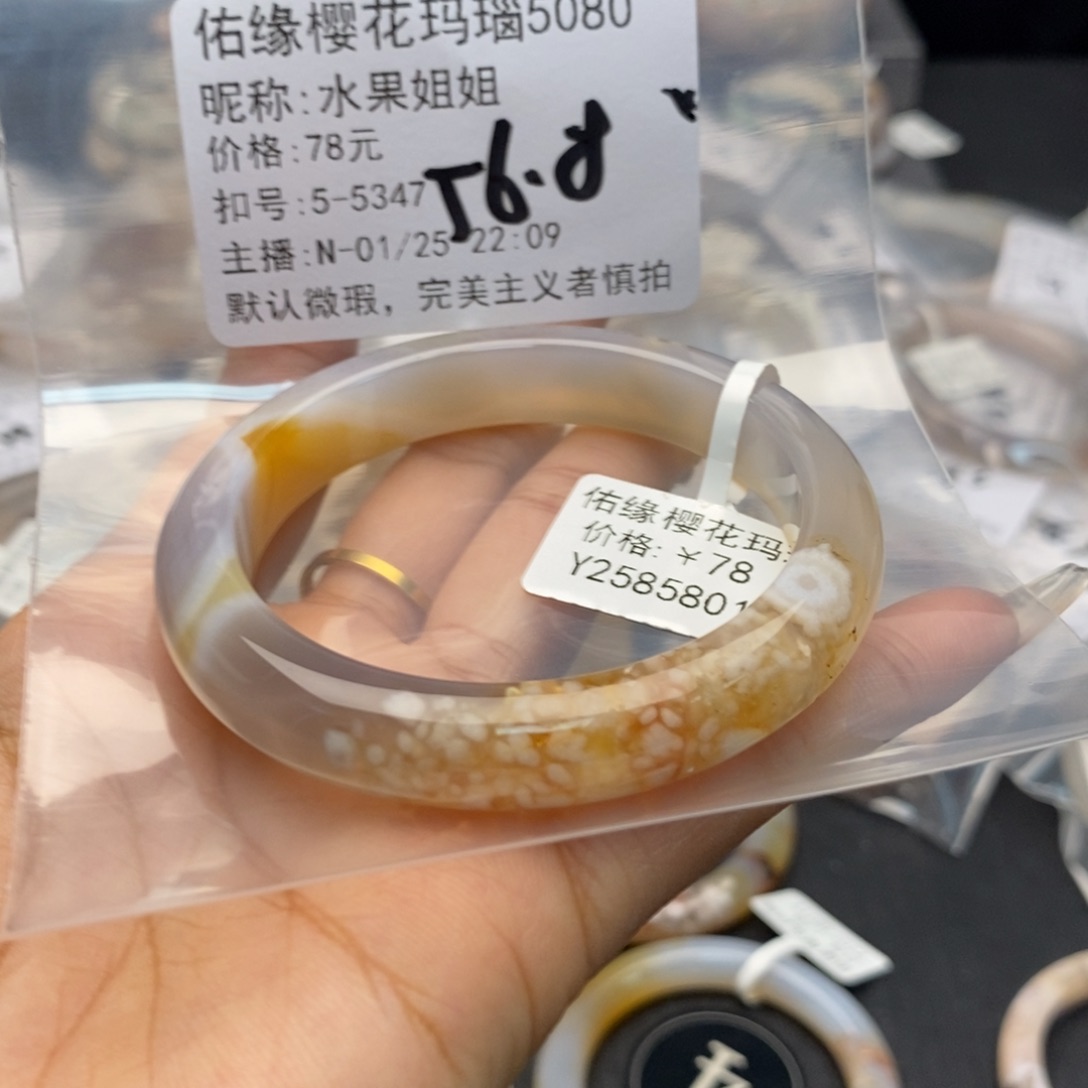 佑缘樱花玛瑙5080
昵称:水果姐姐
价格:78元
56.8
扣号:5-5347
主播:N-01/25 22:09
默认微瑕，完美主义者慎拍
佑缘樱花玛
价格:￥78
Y2585801